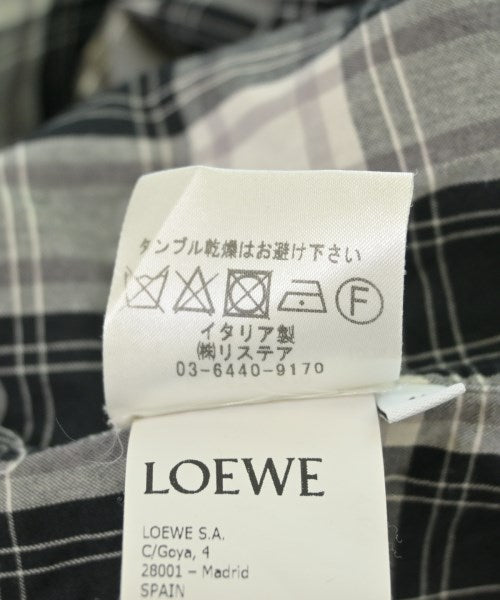 タンブル乾燥はお避け下さい
F
イタリア製
㈱リステア
03-6440-9170
LOEWE
LOEWE S.A.
C/Goya, 4
28001 – Madrid
SPAIN